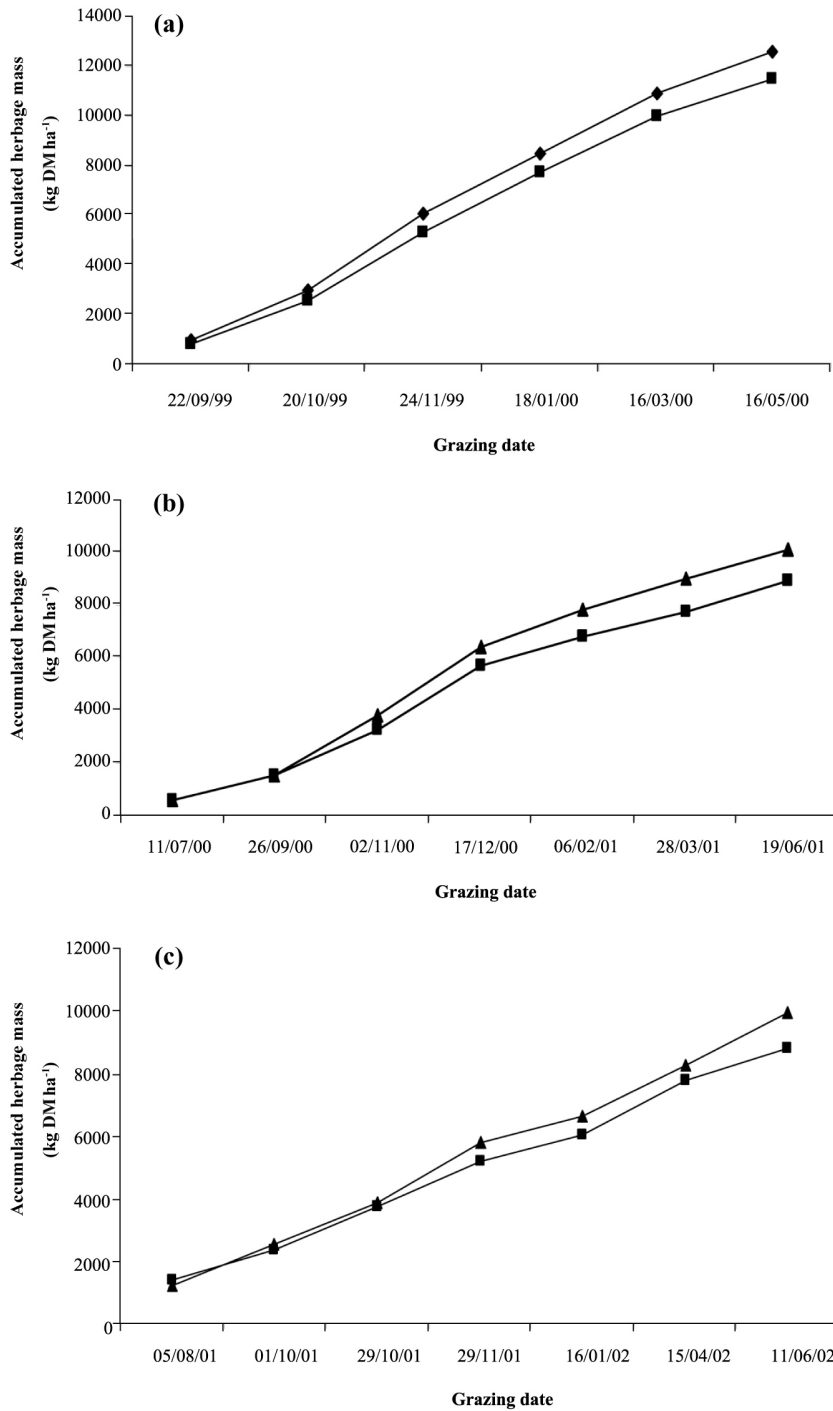 (a)
Accumulated herbage mass
(kg DM ha⁻¹)
14000
12000
10000
8000
6000
4000
2000
0
22/09/99 20/10/99 24/11/99 18/01/00 16/03/00 16/05/00
Grazing date
(b)
Accumulated herbage mass
(kg DM ha⁻¹)
12000
10000
8000
6000
4000
2000
0
11/07/00 26/09/00 02/11/00 17/12/00 06/02/01 28/03/01 19/06/01
Grazing date
(c)
Accumulated herbage mass
(kg DM ha⁻¹)
12000
10000
8000
6000
4000
2000
0
05/08/01 01/10/01 29/10/01 29/11/01 16/01/02 15/04/02 11/06/02
Grazing date